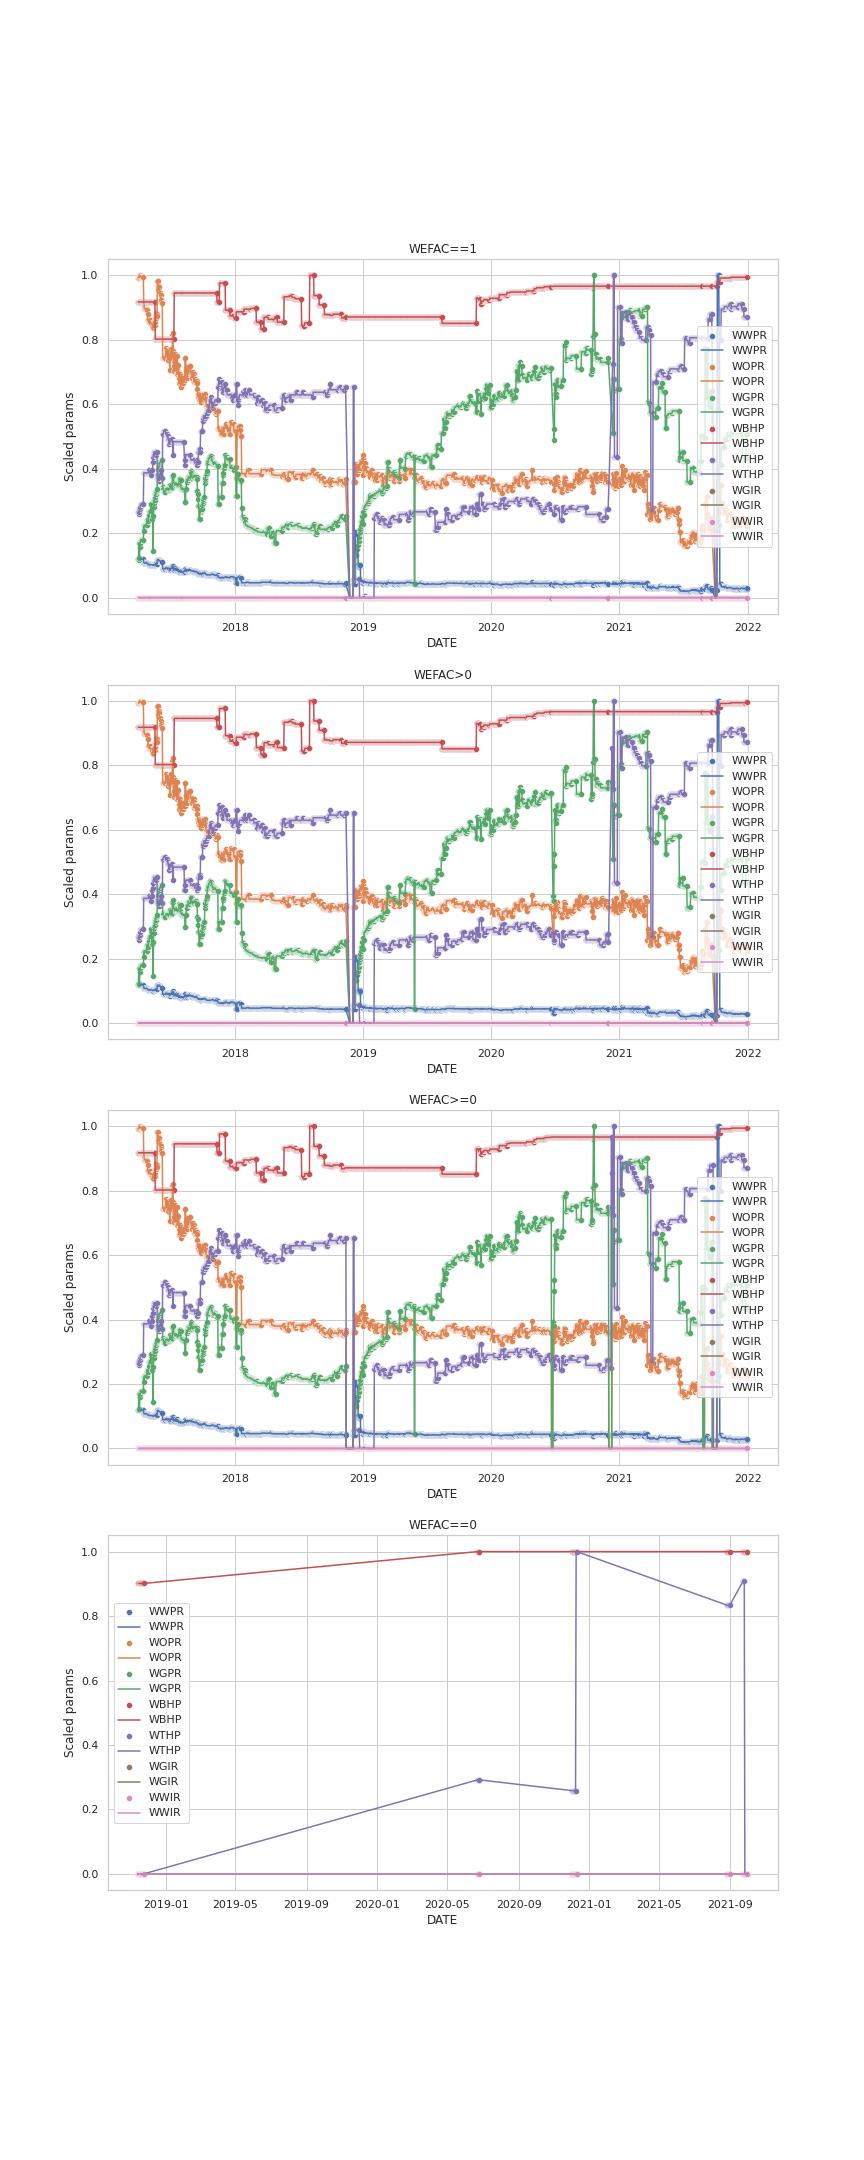 WEFAC==1
1.0
0.8
0.6
0.4
0.2
0.0
Scaled params
WWPR
WWPR
WOPR
WOPR
WGPR
WGPR
WBHP
WBHP
WTHP
WTHP
WGIR
WGIR
WWIR
WWIR
2018 2019 2020 2021 2022
DATE
WEFAC>0
1.0
0.8
0.6
0.4
0.2
0.0
Scaled params
WWPR
WWPR
WOPR
WOPR
WGPR
WGPR
WBHP
WBHP
WTHP
WTHP
WGIR
WGIR
WWIR
WWIR
2018 2019 2020 2021 2022
DATE
WEFAC>=0
1.0
0.8
0.6
0.4
0.2
0.0
Scaled params
WWPR
WWPR
WOPR
WOPR
WGPR
WGPR
WBHP
WBHP
WTHP
WTHP
WGIR
WGIR
WWIR
WWIR
2018 2019 2020 2021 2022
DATE
WEFAC==0
1.0
0.8
0.6
0.4
0.2
0.0
Scaled params
WWPR
WWPR
WOPR
WOPR
WGPR
WGPR
WBHP
WBHP
WTHP
WTHP
WGIR
WGIR
WWIR
WWIR
2019-01 2019-05 2019-09 2020-01 2020-05 2020-09 2021-01 2021-05 2021-09
DATE